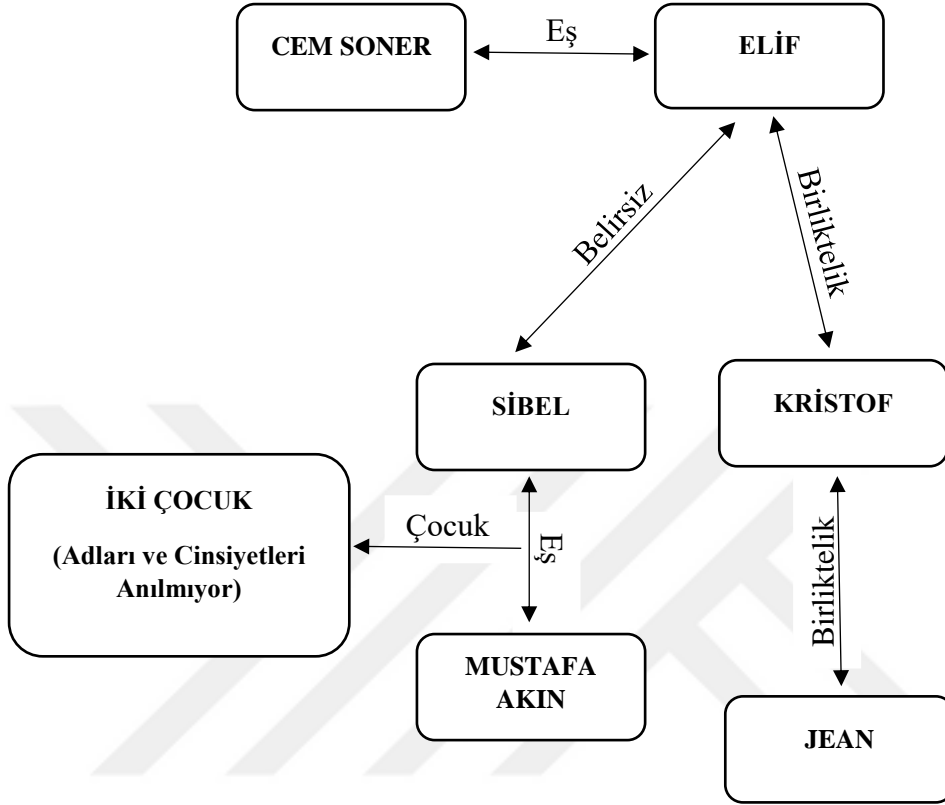 CEM SONER
Eş
ELİF
Belirsiz
Birliktelik
SİBEL
KRİSTOF
İKİ ÇOCUK
(Adları ve Cinsiyetleri
Anılmıyor)
Çocuk
Eş
Birliktelik
MUSTAFA
AKIN
JEAN